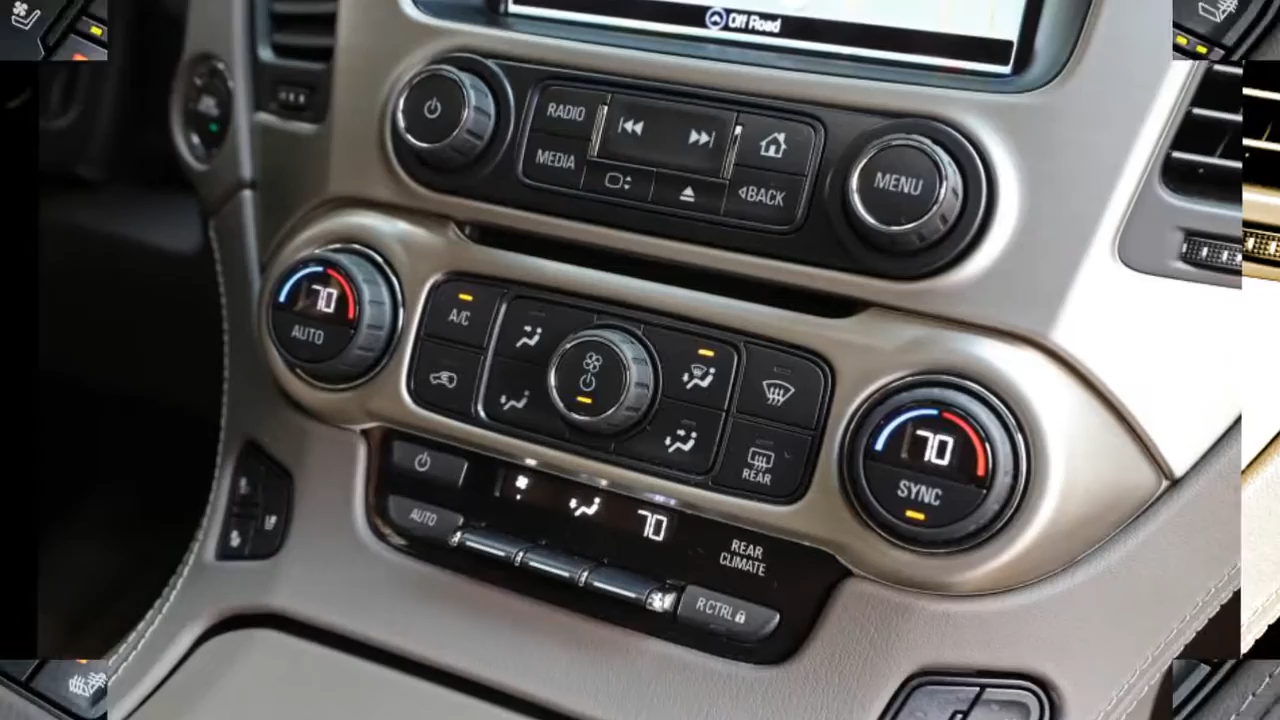 Off Road
RADIO
MEDIA
BACK
MENU
70
AUTO
A/C
REAR
70
SYNC
AUTO
70
REAR
CLIMATE
R CTRL